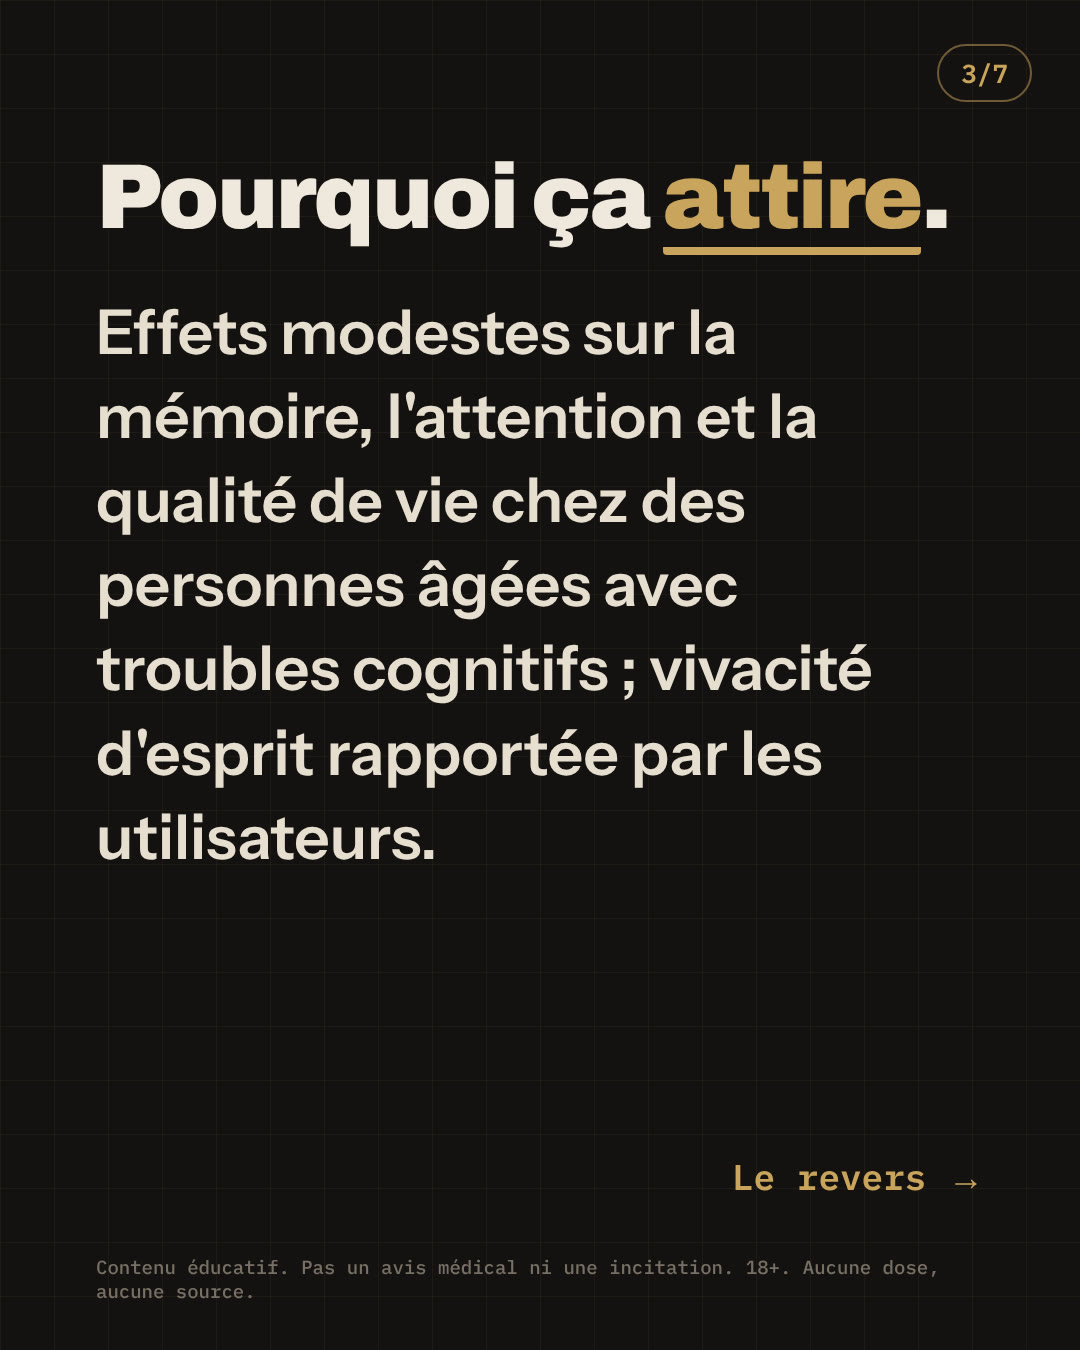 3/7
Pourquoi ça attire.
Effets modestes sur la
mémoire, l'attention et la
qualité de vie chez des
personnes âgées avec
troubles cognitifs ; vivacité
d'esprit rapportée par les
utilisateurs.
Le revers →
Contenu éducatif. Pas un avis médical ni une incitation. 18+. Aucune dose,
aucune source.